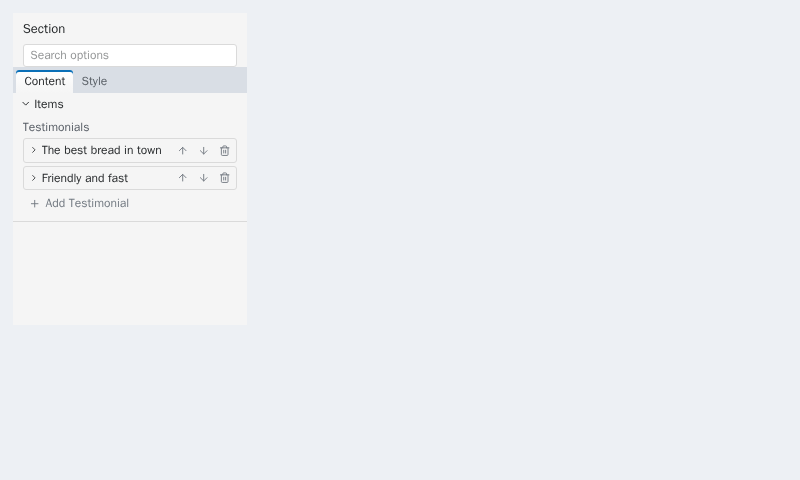 Section
Search options
Content Style
Items
Testimonials
The best bread in town
Friendly and fast
Add Testimonial